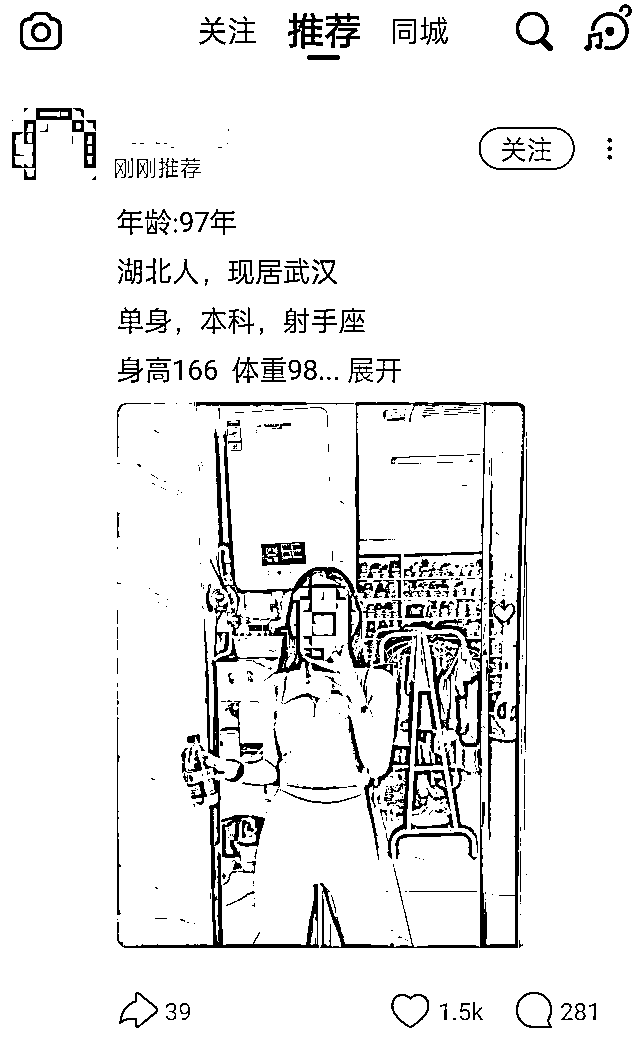 关注 推荐 同城
刚刚推荐
关注
年龄:97年
湖北人，现居武汉
单身，本科，射手座
身高166 体重98... 展开
39 1.5k 281